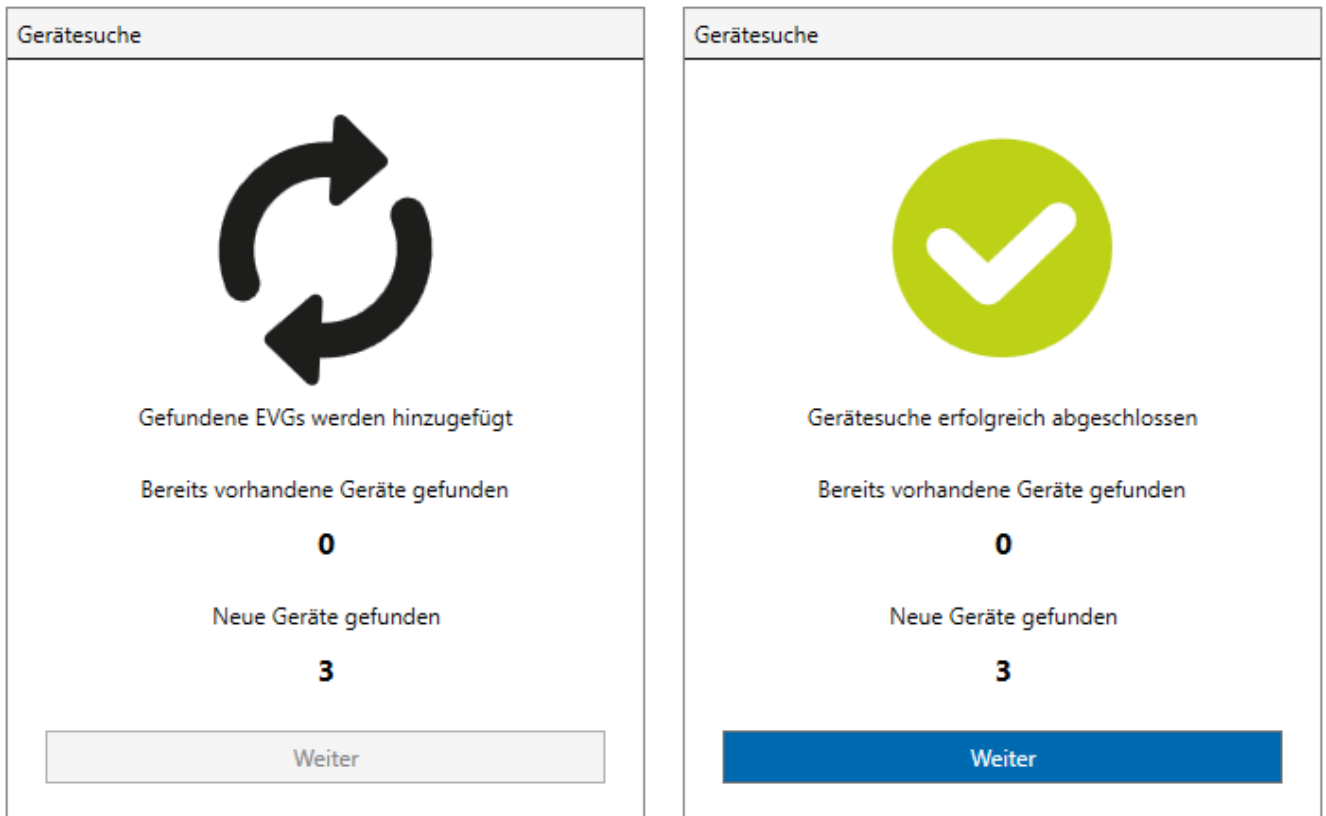 Gerätesuche
Gefundene EVGs werden hinzugefügt
Bereits vorhandene Geräte gefunden
0
Neue Geräte gefunden
3
Weiter
Gerätesuche
Gerätesuche erfolgreich abgeschlossen
Bereits vorhandene Geräte gefunden
0
Neue Geräte gefunden
3
Weiter